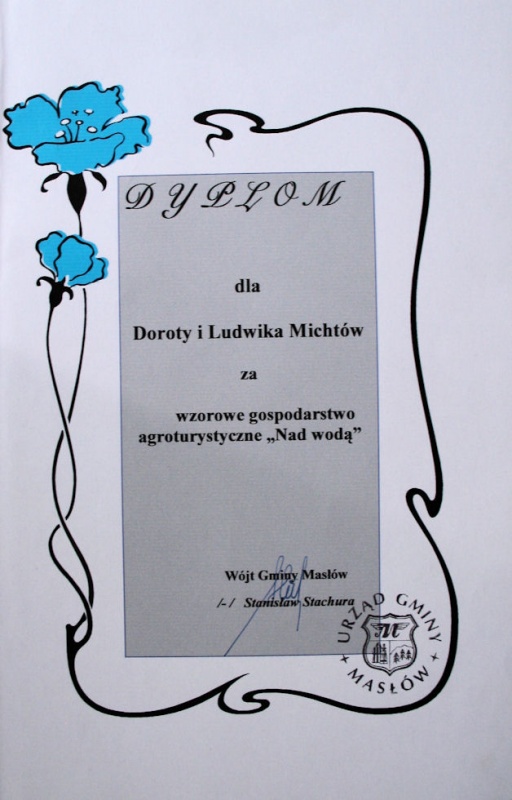 DYPLOM
dla
Doroty i Ludwika Michtów
za
wzorowe gospodarstwo
agroturystyczne „Nad wodą”
Wójt Gminy Masłów
/-/ Stanisław Stachura
URZĄD GMINY
* MASŁÓW *
M